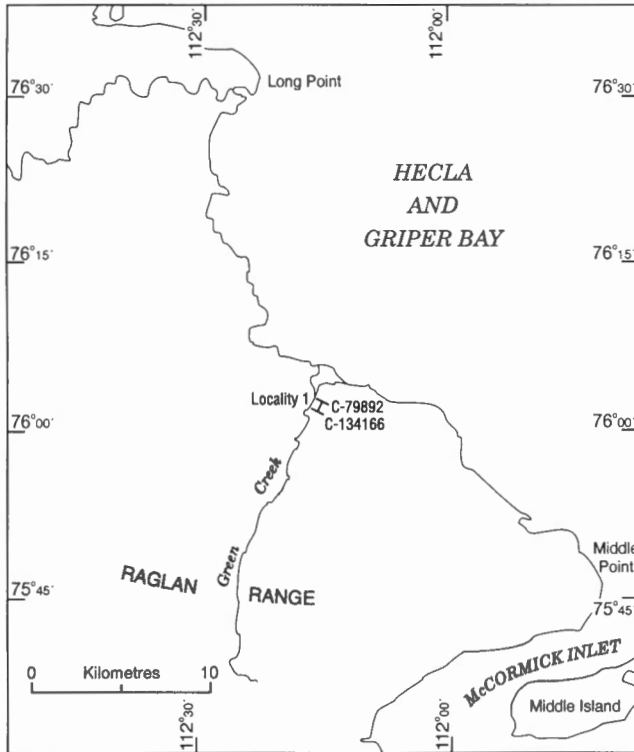 112°30'
112°00'
Long Point
76°30'
76°30'
HECLA
AND
GRIPER BAY
76°15'
76°15'
Locality 1
C-79892
C-134166
76°00'
76°00'
Green Creek
Middle
Point
RAGLAN RANGE
75°45'
75°45'
0 Kilometres 10
McCORMICK INLET
Middle Island
112°30'
112°00'